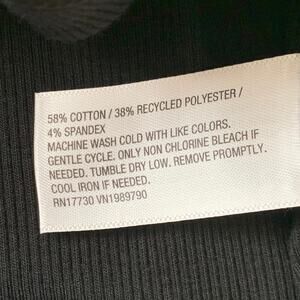 58% COTTON / 38% RECYCLED POLYESTER /
4% SPANDEX
MACHINE WASH COLD WITH LIKE COLORS.
GENTLE CYCLE. ONLY NON CHLORINE BLEACH IF
NEEDED. TUMBLE DRY LOW. REMOVE PROMPTLY.
COOL IRON IF NEEDED.
RN17730 VN1989790